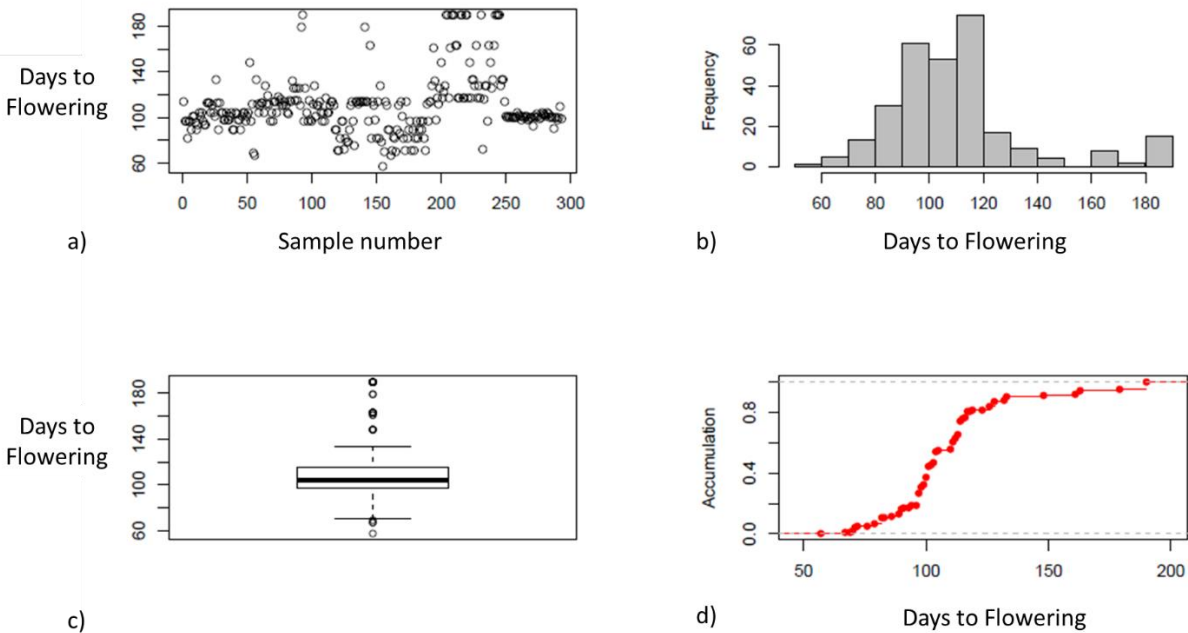 Days to
Flowering
60 100 140 180
0 50 100 150 200 250 300
a)
Sample number
Frequency
0 20 40 60
60 80 100 120 140 160 180
b)
Days to Flowering
Days to
Flowering
60 100 140 180
c)
Accumulation
0.0 0.4 0.8
50 100 150 200
d)
Days to Flowering